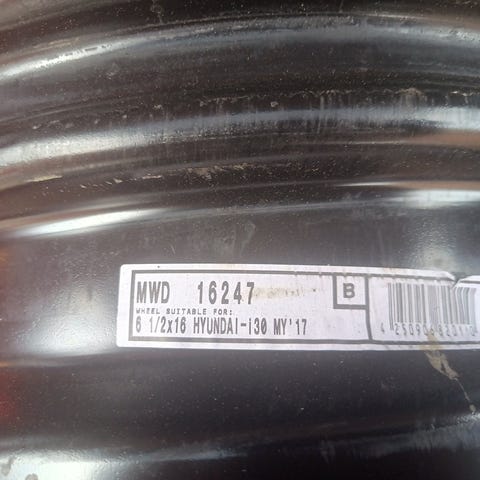 MWD 16247 B
WHEEL SUITABLE FOR:
6 1/2x16 HYUNDAI-i30 MY'17